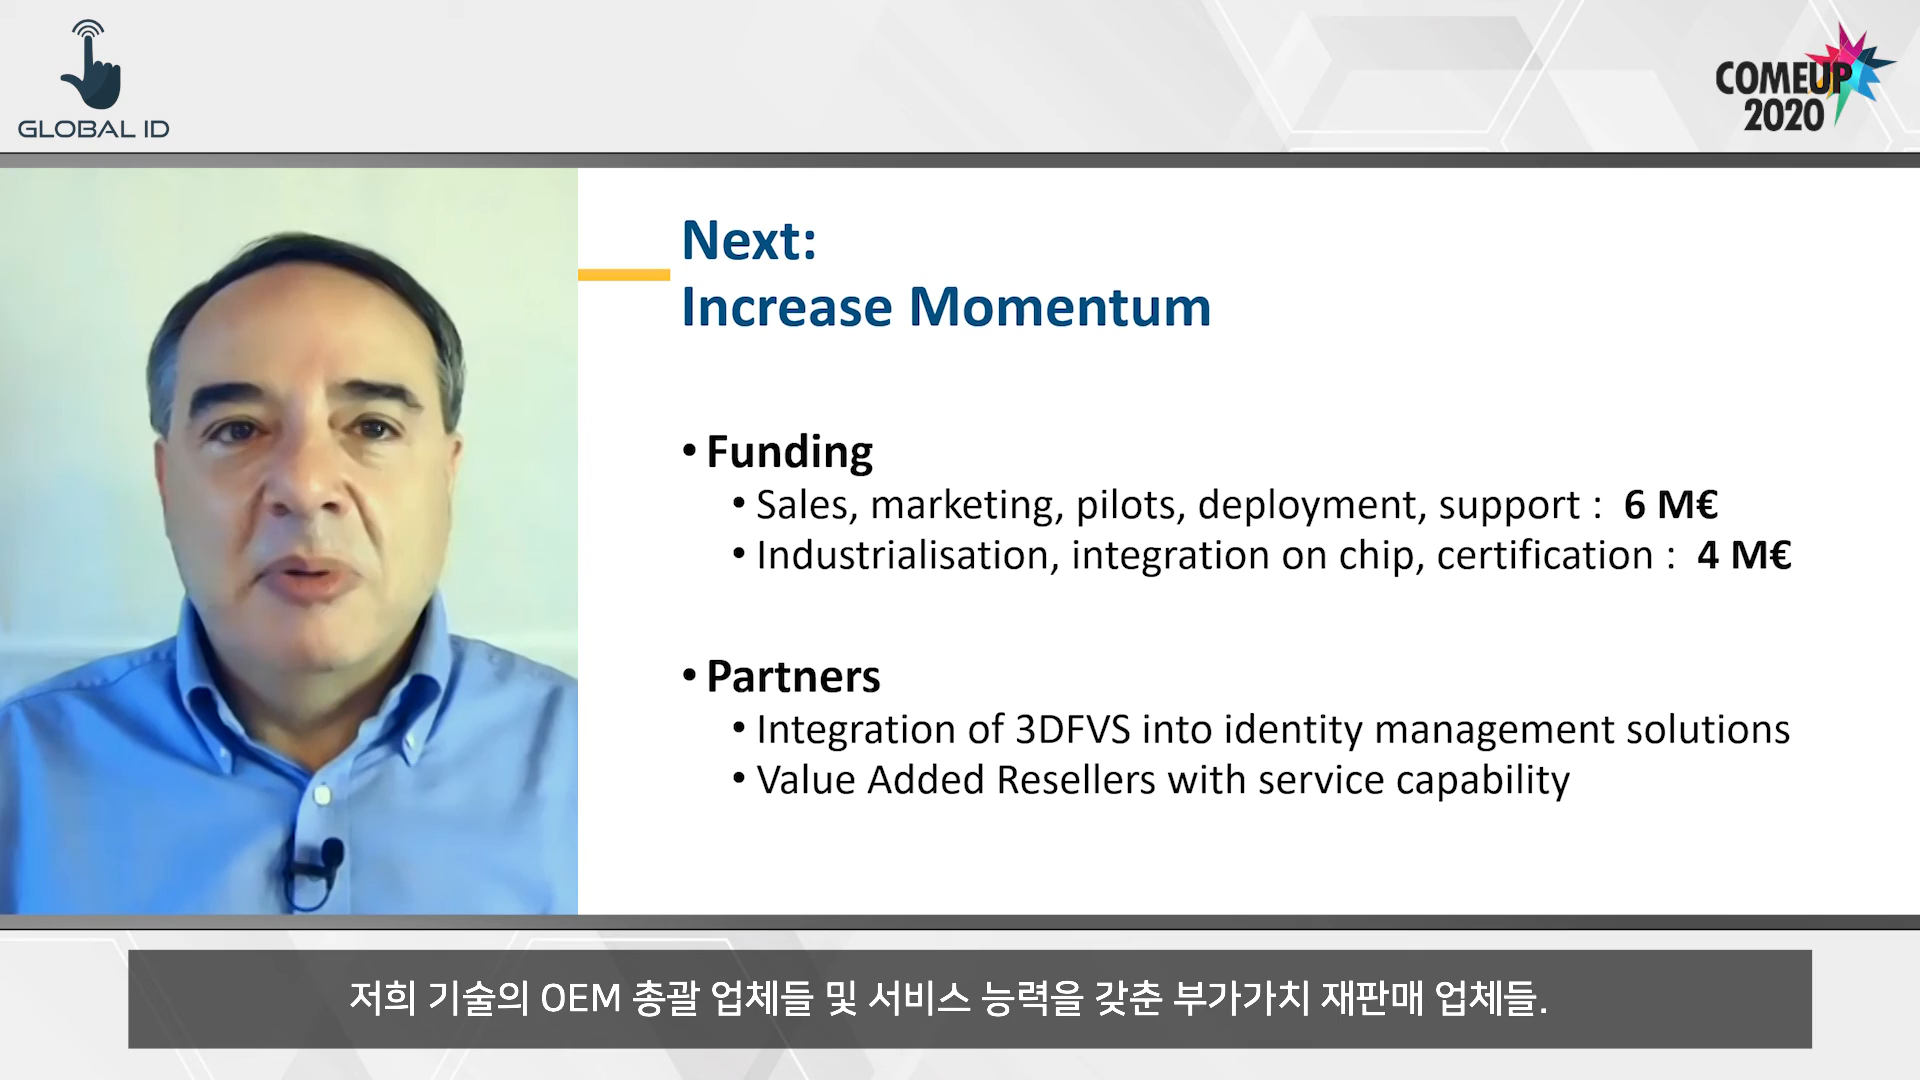 GLOBAL ID
COMEUP
2020
Next:
Increase Momentum
• Funding
• Sales, marketing, pilots, deployment, support :  6 M€
• Industrialisation, integration on chip, certification :  4 M€
• Partners
• Integration of 3DFVS into identity management solutions
• Value Added Resellers with service capability
저희 기술의 OEM 총괄 업체들 및 서비스 능력을 갖춘 부가가치 재판매 업체들.